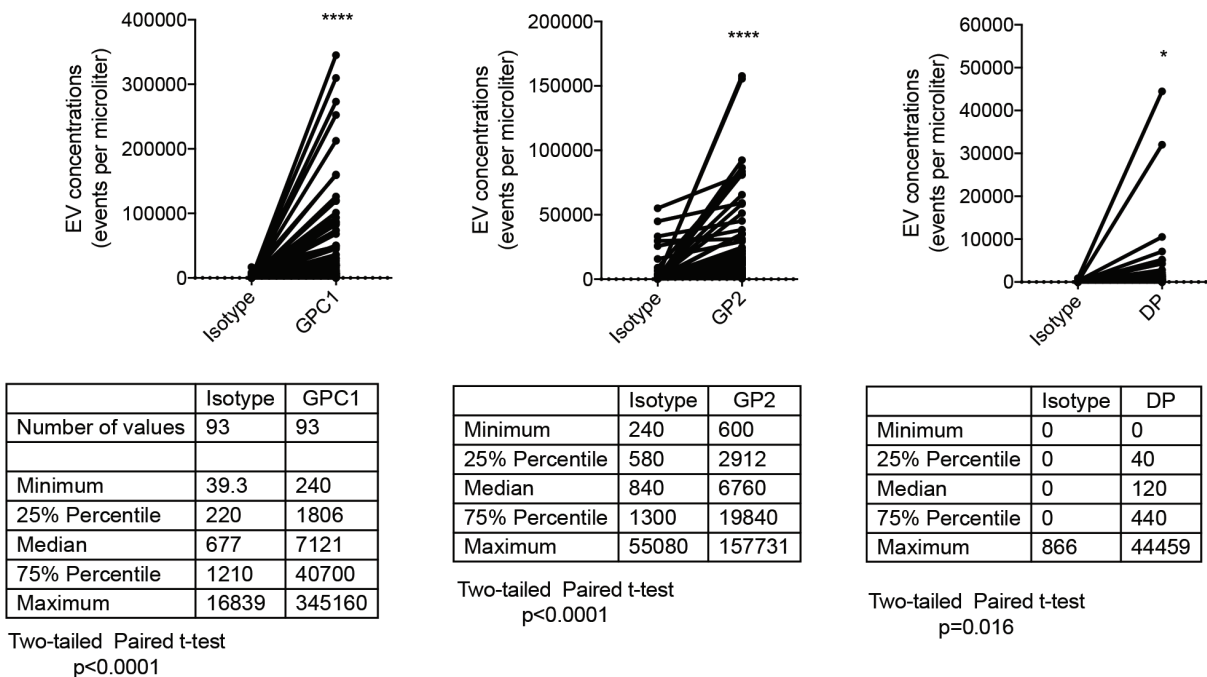 400000
300000
200000
100000
0
EV concentrations
(events per microliter)
****
Isotype
GPC1
200000
150000
100000
50000
0
EV concentrations
(events per microliter)
****
Isotype
GP2
60000
50000
40000
30000
20000
10000
0
EV concentrations
(events per microliter)
*
Isotype
DP
Isotype GPC1
Number of values 93 93
Minimum 39.3 240
25% Percentile 220 1806
Median 677 7121
75% Percentile 1210 40700
Maximum 16839 345160
Two-tailed Paired t-test
p<0.0001
Isotype GP2
Minimum 240 600
25% Percentile 580 2912
Median 840 6760
75% Percentile 1300 19840
Maximum 55080 157731
Two-tailed Paired t-test
p<0.0001
Isotype DP
Minimum 0 0
25% Percentile 0 40
Median 0 120
75% Percentile 0 440
Maximum 866 44459
Two-tailed Paired t-test
p=0.016